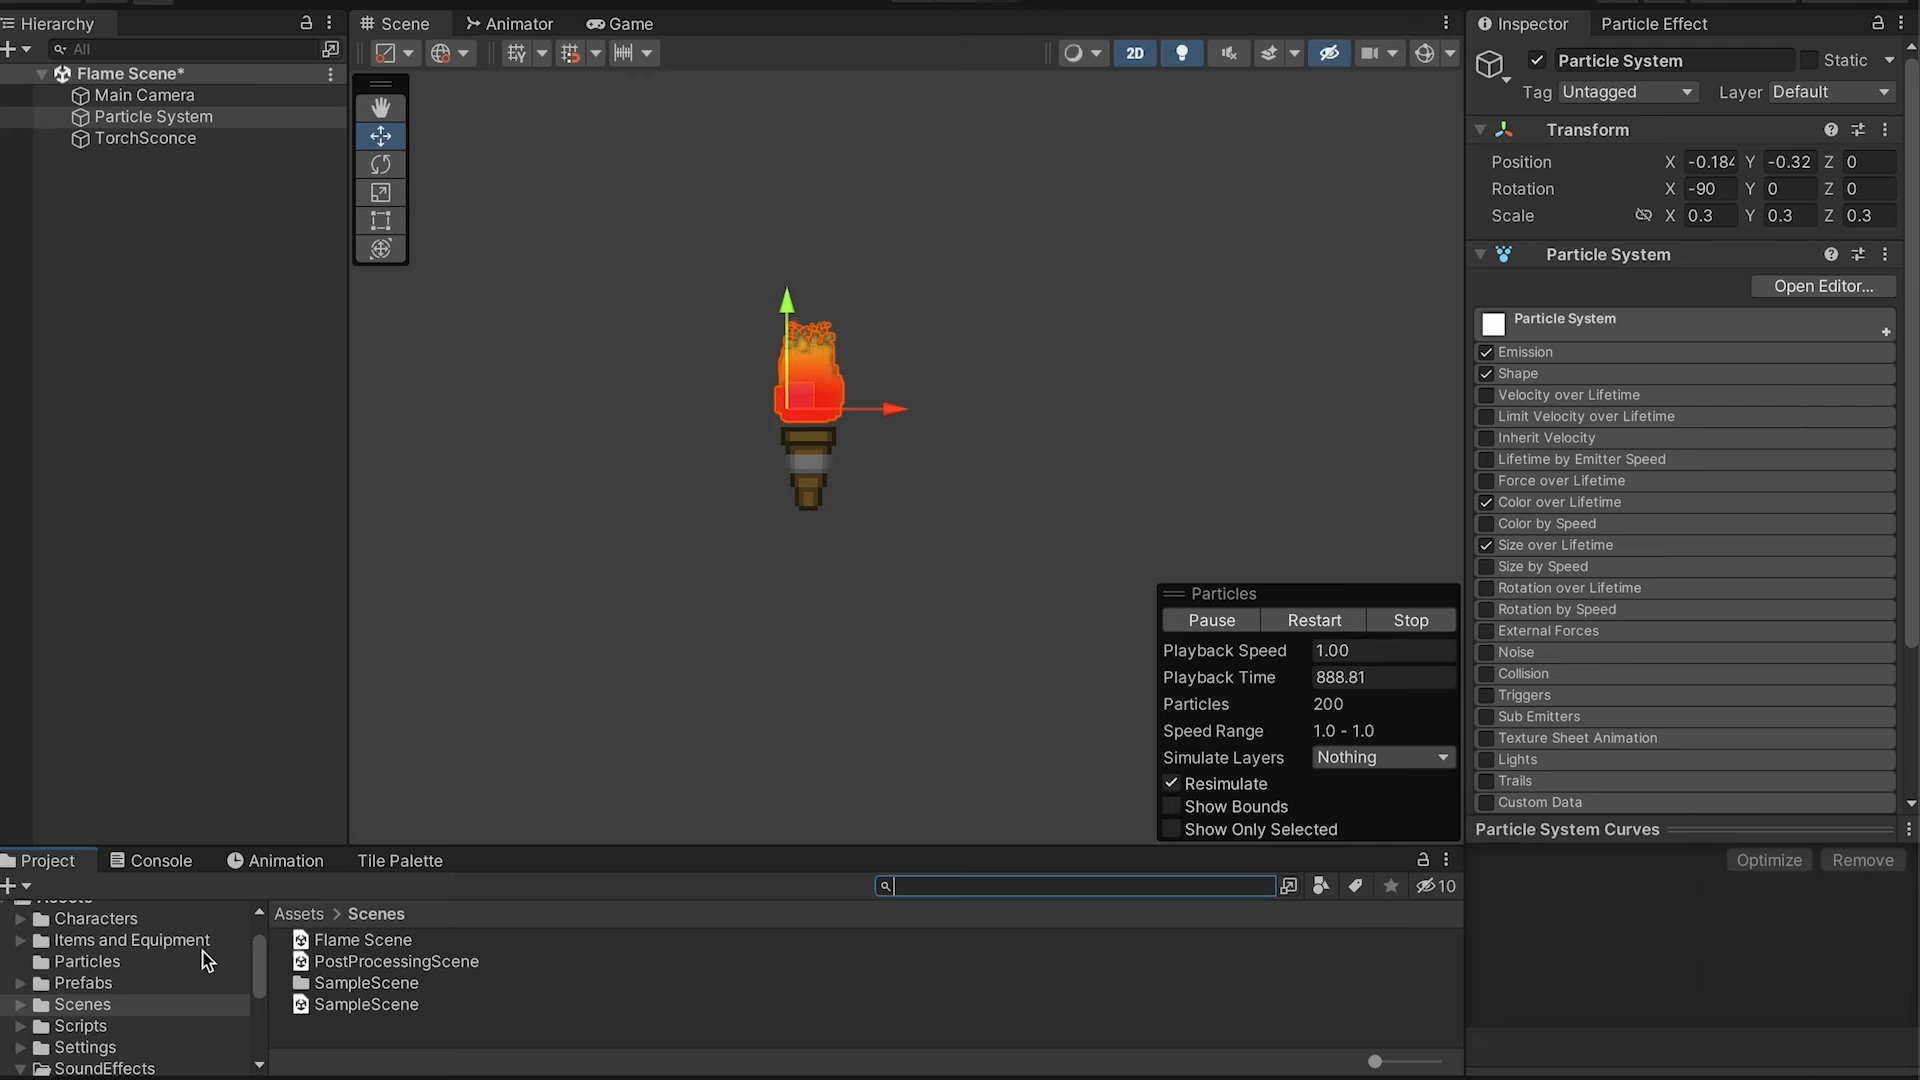 Hierarchy
All
Flame Scene*
Main Camera
Particle System
TorchSconce
Scene
Animator
Game
2D
Particles
Pause Restart Stop
Playback Speed 1.00
Playback Time 888.81
Particles 200
Speed Range 1.0 - 1.0
Simulate Layers Nothing
Resimulate
Show Bounds
Show Only Selected
Inspector
Particle Effect
Particle System Static
Tag Untagged Layer Default
Transform
Position X -0.184 Y -0.32 Z 0
Rotation X -90 Y 0 Z 0
Scale X 0.3 Y 0.3 Z 0.3
Particle System
Open Editor...
Particle System
Emission
Shape
Velocity over Lifetime
Limit Velocity over Lifetime
Inherit Velocity
Lifetime by Emitter Speed
Force over Lifetime
Color over Lifetime
Color by Speed
Size over Lifetime
Size by Speed
Rotation over Lifetime
Rotation by Speed
External Forces
Noise
Collision
Triggers
Sub Emitters
Texture Sheet Animation
Lights
Trails
Custom Data
Particle System Curves
Optimize Remove
Project
Console
Animation
Tile Palette
10
Assets
Characters
Items and Equipment
Particles
Prefabs
Scenes
Scripts
Settings
SoundEffects
Assets > Scenes
Flame Scene
PostProcessingScene
SampleScene
SampleScene